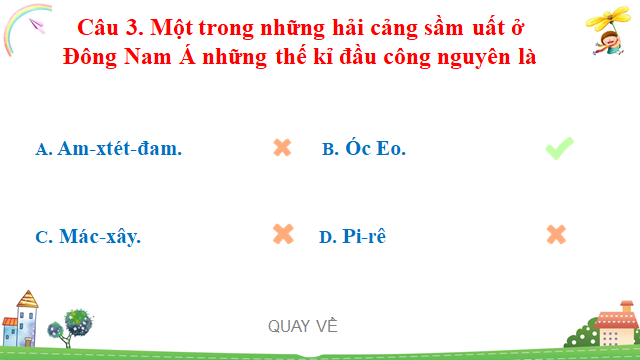 Câu 3. Một trong những hải cảng sầm uất ở
Đông Nam Á những thế kỉ đầu công nguyên là
A. Am-xtét-đam.
B. Óc Eo.
C. Mác-xây.
D. Pi-rê
QUAY VỀ